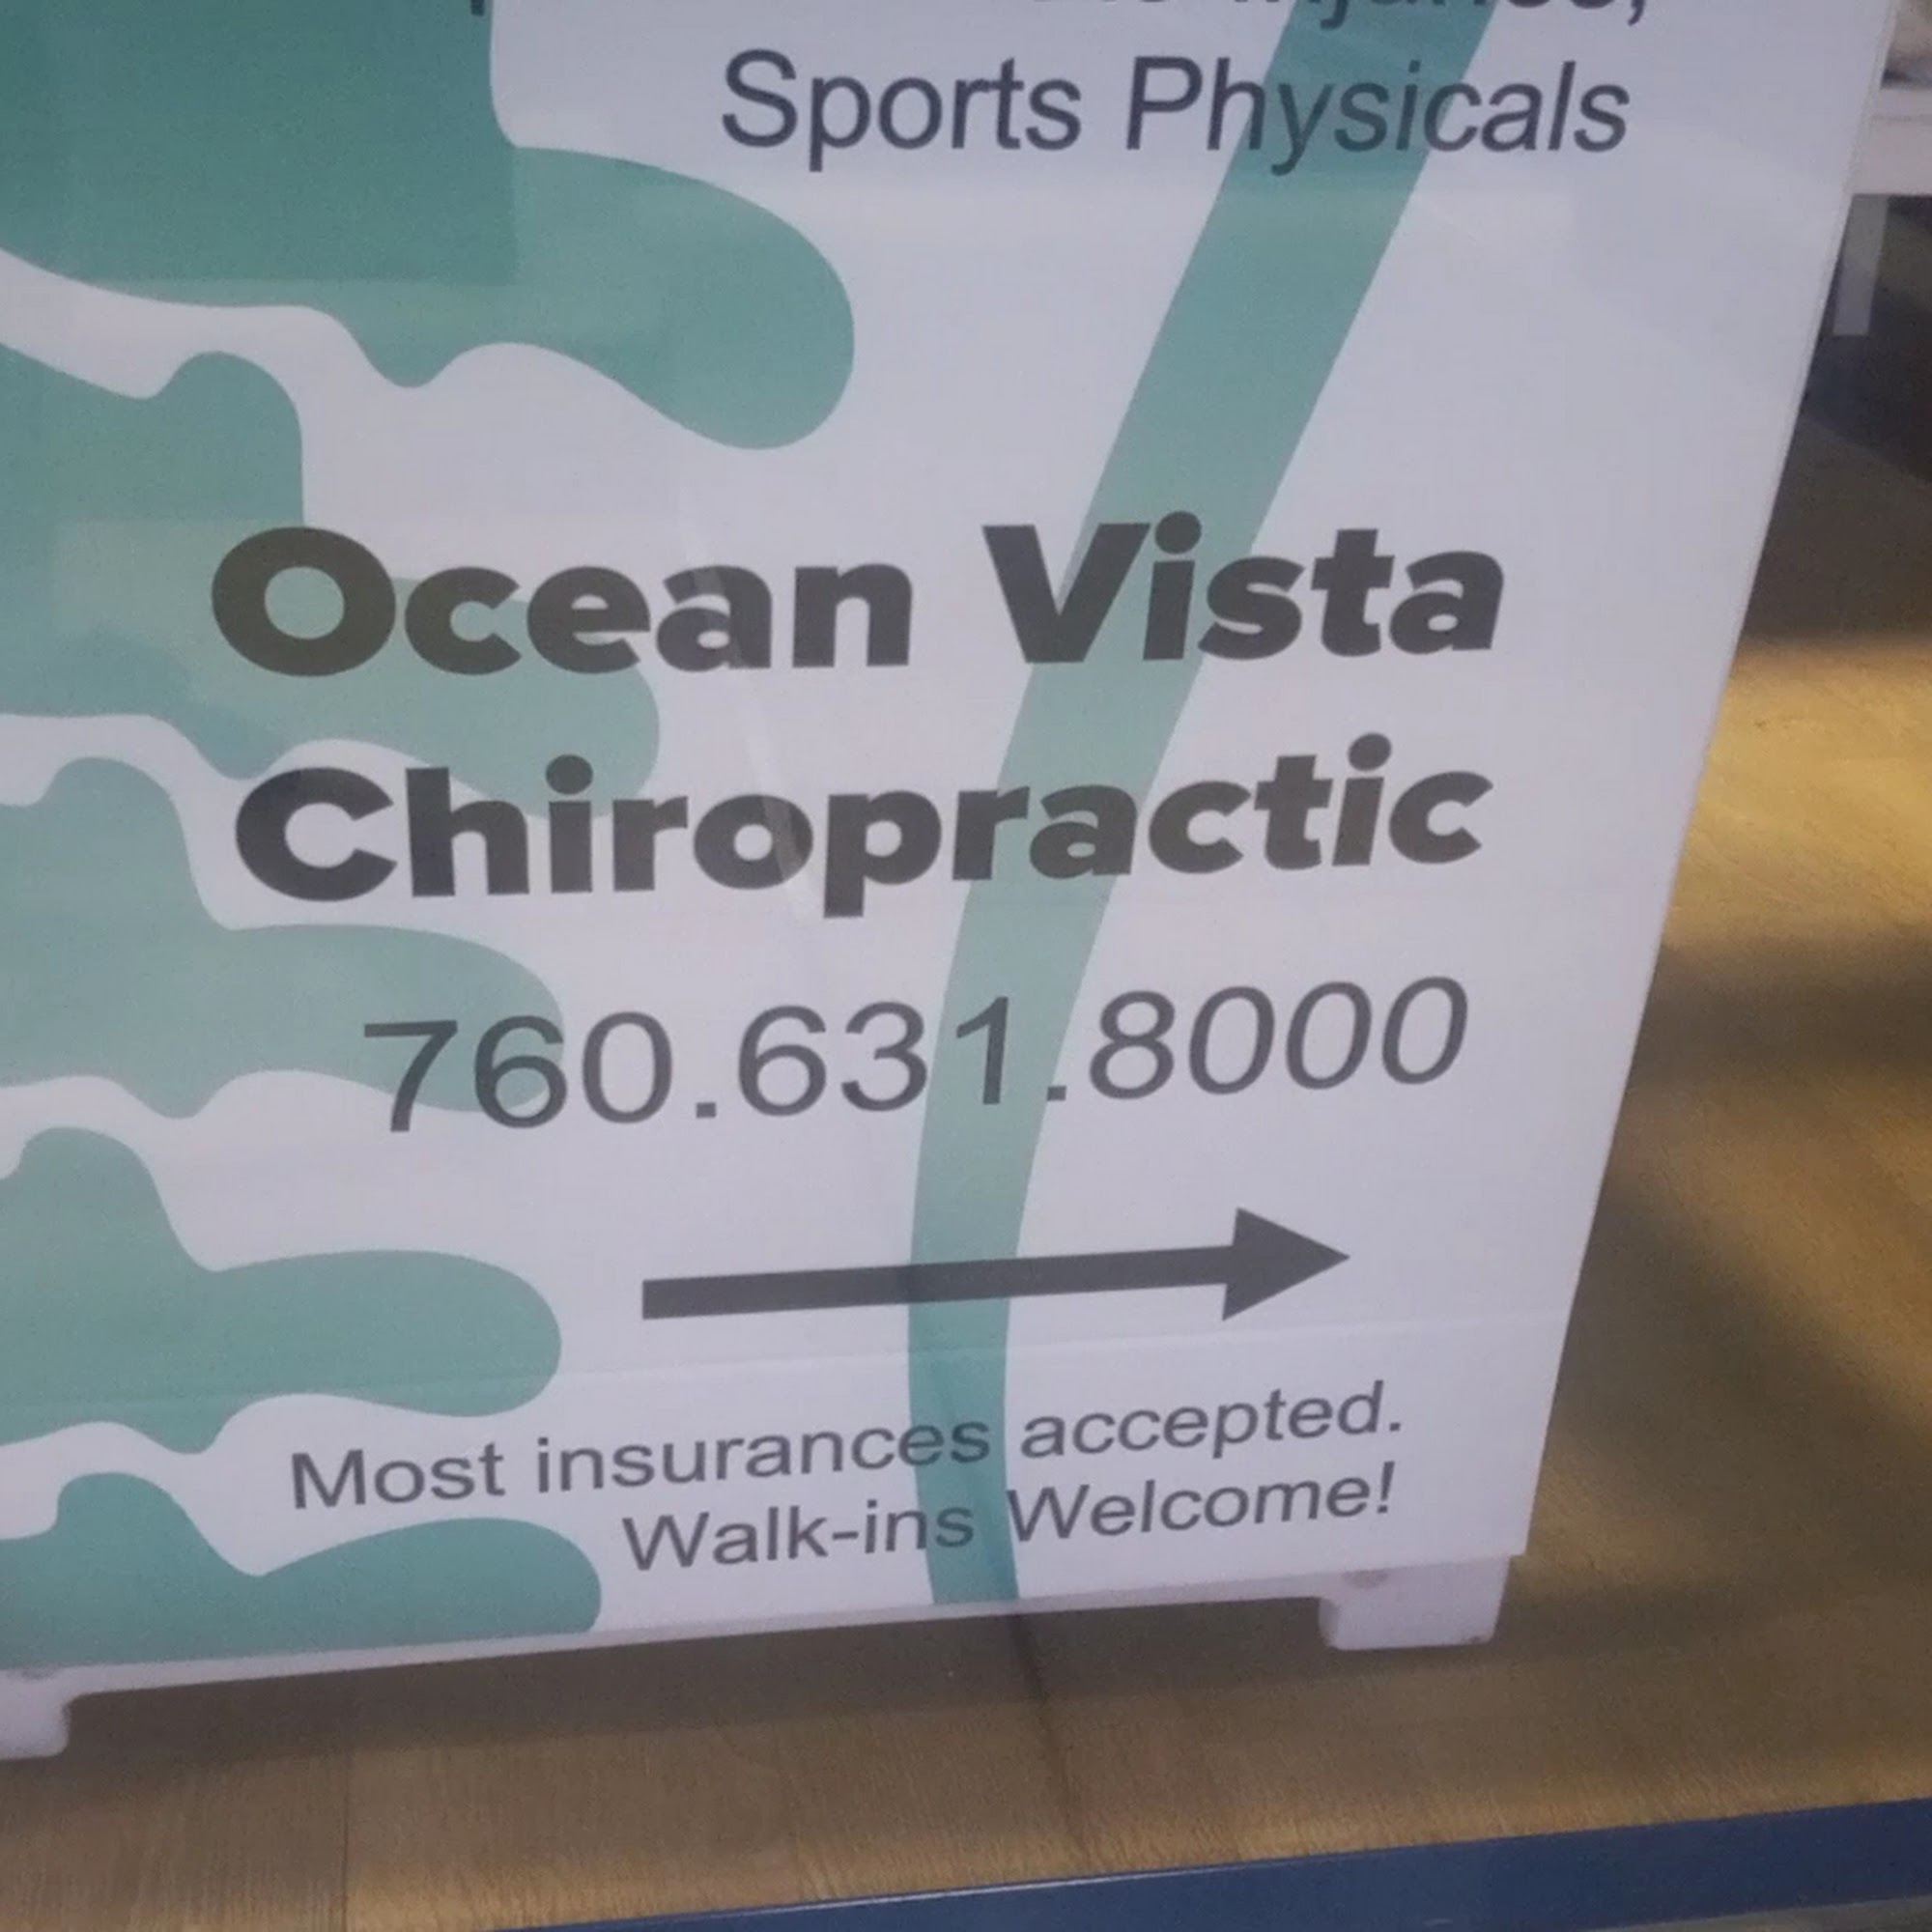 Sports Physicals
Ocean Vista
Chiropractic
760.631.8000
Most insurances accepted.
Walk-ins Welcome!